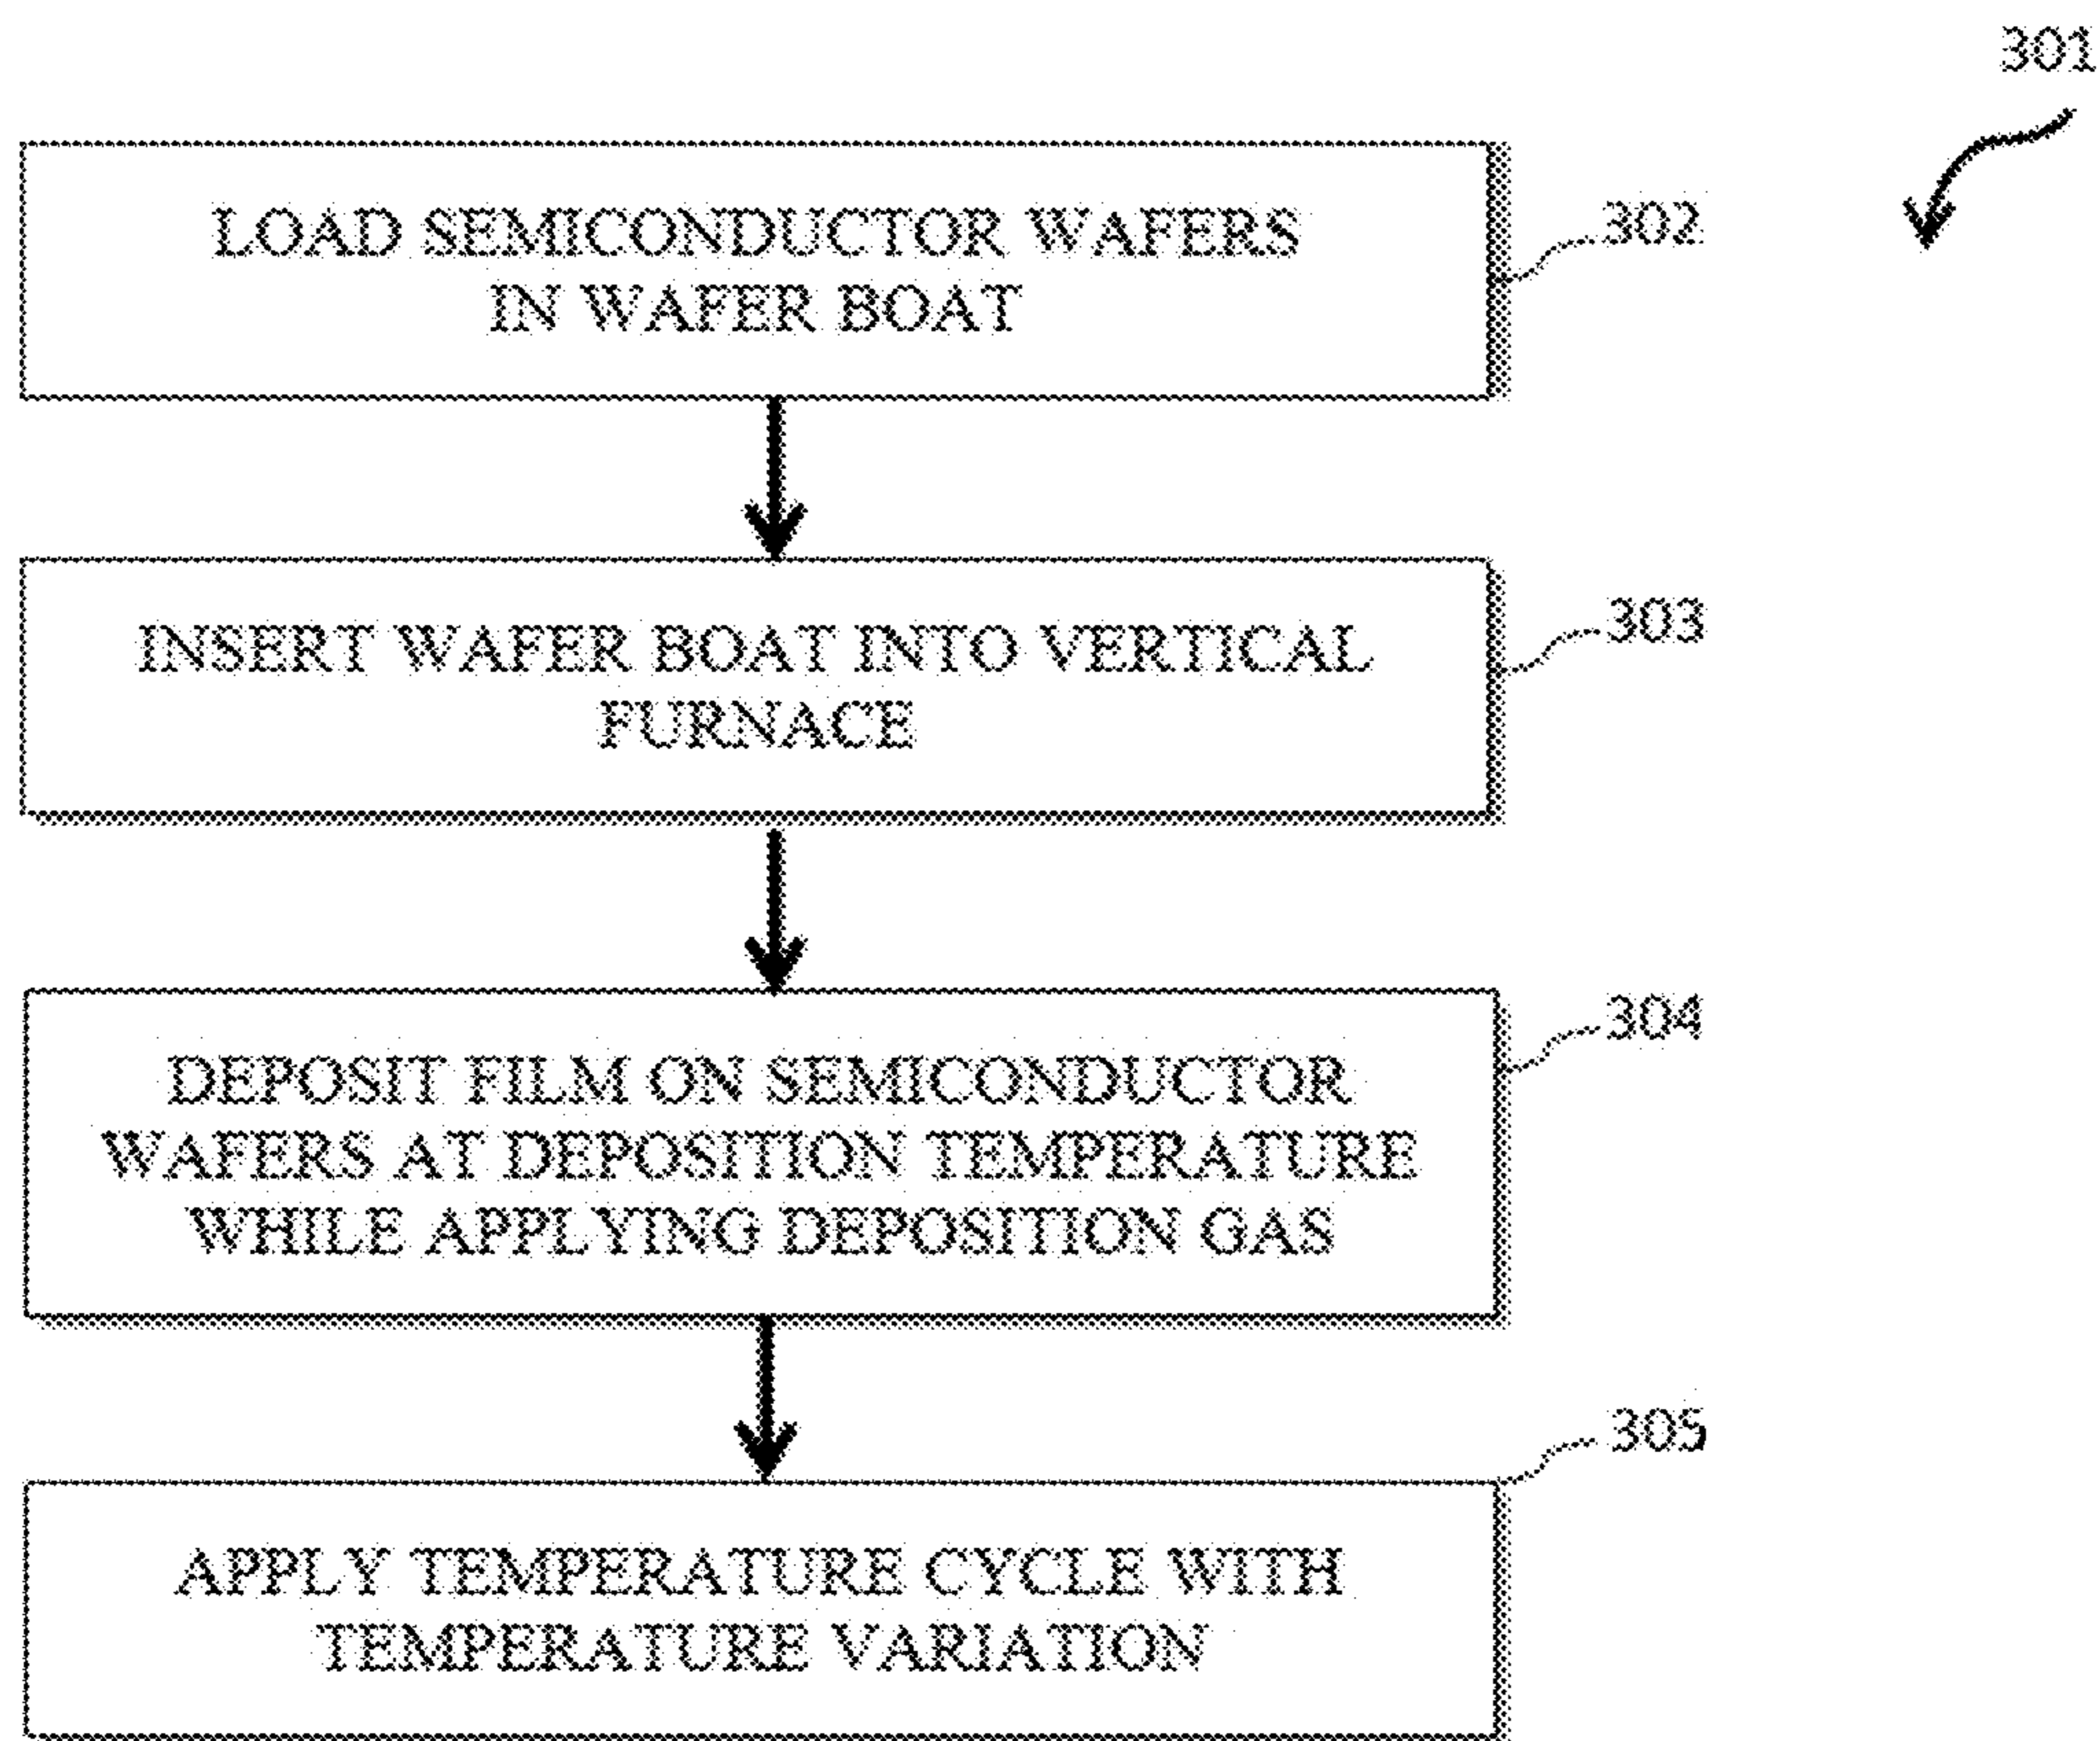 301
LOAD SEMICONDUCTOR WAFERS
IN WAFER BOAT
302
INSERT WAFER BOAT INTO VERTICAL
FURNACE
303
DEPOSIT FILM ON SEMICONDUCTOR
WAFERS AT DEPOSITION TEMPERATURE
WHILE APPLYING DEPOSITION GAS
304
APPLY TEMPERATURE CYCLE WITH
TEMPERATURE VARIATION
305